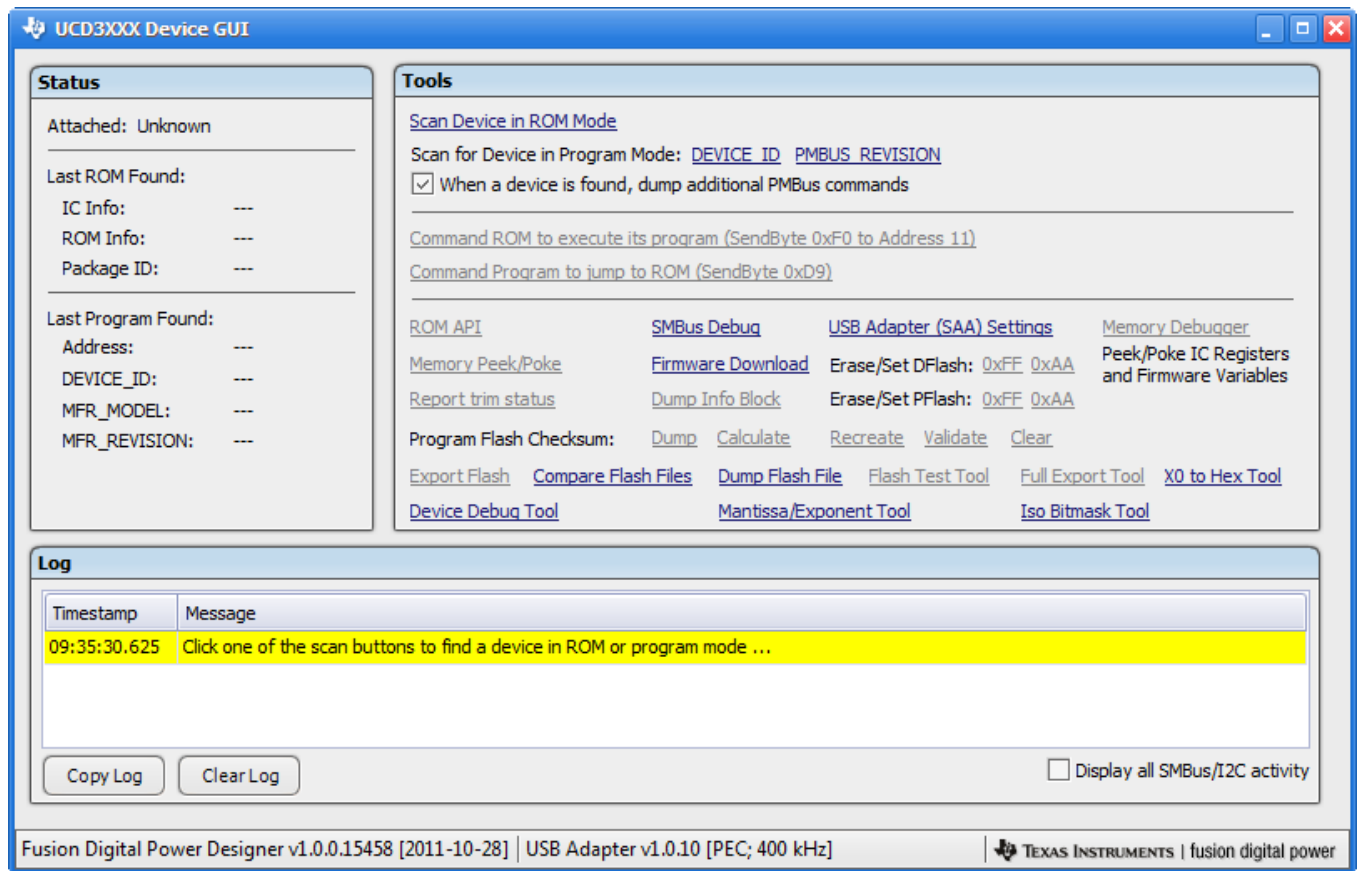 UCD3XXX Device GUI
Status
Attached: Unknown
Last ROM Found:
IC Info: ---
ROM Info: ---
Package ID: ---
Last Program Found:
Address: ---
DEVICE_ID: ---
MFR_MODEL: ---
MFR_REVISION: ---
Tools
Scan Device in ROM Mode
Scan for Device in Program Mode: DEVICE_ID PMBUS_REVISION
When a device is found, dump additional PMBus commands
Command ROM to execute its program (SendByte 0xF0 to Address 11)
Command Program to jump to ROM (SendByte 0xD9)
ROM API SMBus Debug USB Adapter (SAA) Settings Memory Debugger
Memory Peek/Poke Firmware Download Erase/Set DFlash: 0xFF 0xAA Peek/Poke IC Registers
and Firmware Variables
Report trim status Dump Info Block Erase/Set PFlash: 0xFF 0xAA
Program Flash Checksum: Dump Calculate Recreate Validate Clear
Export Flash Compare Flash Files Dump Flash File Flash Test Tool Full Export Tool X0 to Hex Tool
Device Debug Tool Mantissa/Exponent Tool Iso Bitmask Tool
Log
Timestamp Message
09:35:30.625 Click one of the scan buttons to find a device in ROM or program mode ...
Copy Log Clear Log Display all SMBus/I2C activity
Fusion Digital Power Designer v1.0.0.15458 [2011-10-28] USB Adapter v1.0.10 [PEC; 400 kHz] TEXAS INSTRUMENTS | fusion digital power